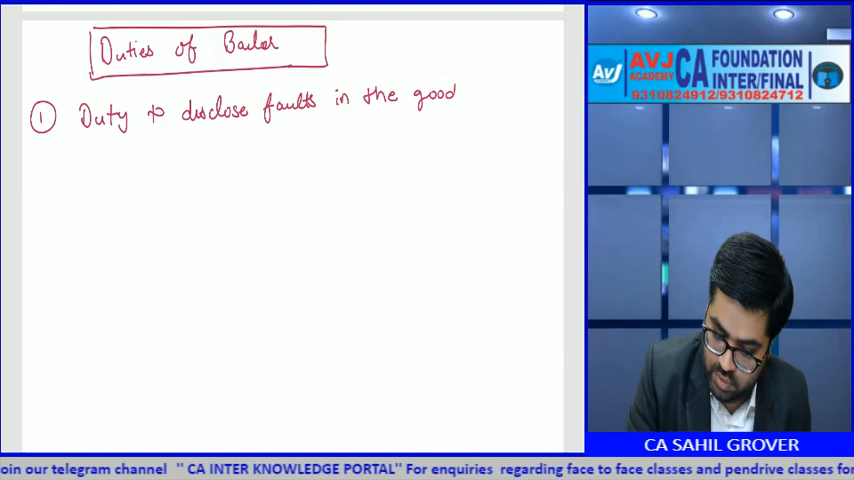 Duties of Bailor
① Duty to disclose faults in the good
AVJ
ACADEMY
CA FOUNDATION
INTER/FINAL
9310824912/9310824712
AVJ
CA SAHIL GROVER
oin our telegram channel " CA INTER KNOWLEDGE PORTAL" For enquiries regarding face to face classes and pendrive classes for